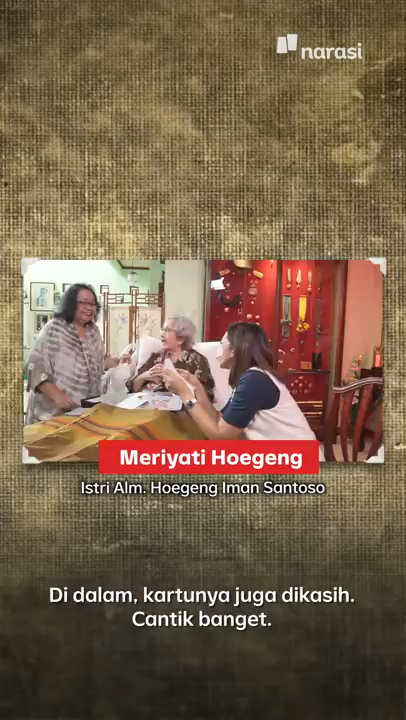 narasi
Meriyati Hoegeng
Istri Alm. Hoegeng Iman Santoso
Di dalam, kartunya juga dikasih.
Cantik banget.